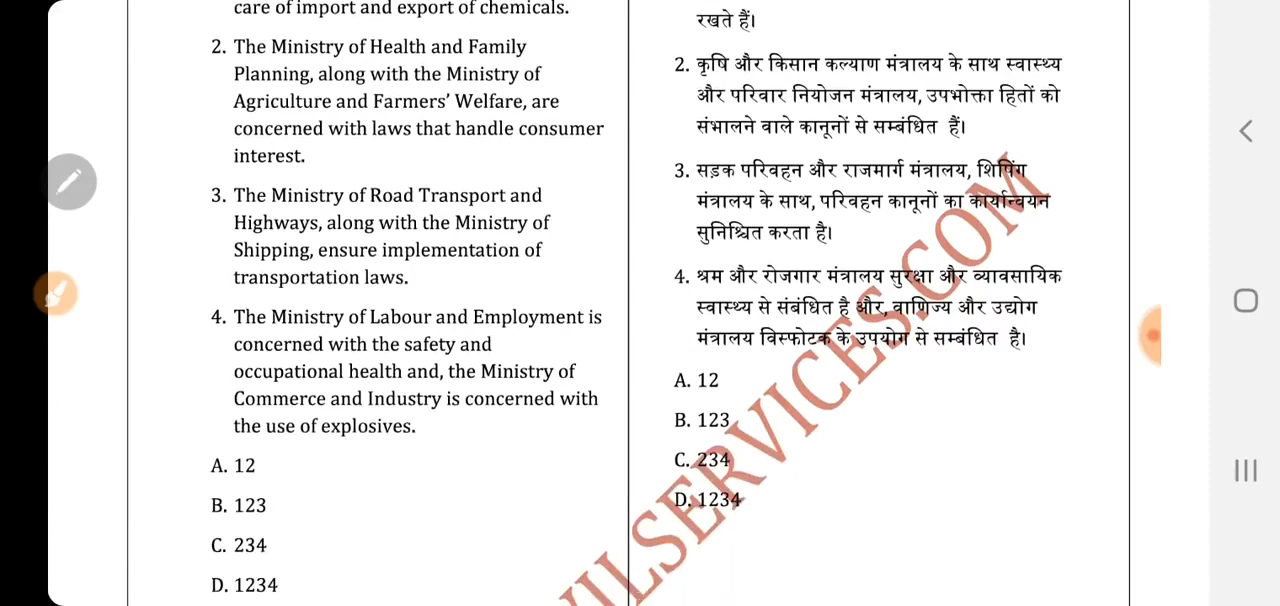 care of import and export of chemicals.
2. The Ministry of Health and Family
Planning, along with the Ministry of
Agriculture and Farmers’ Welfare, are
concerned with laws that handle consumer
interest.
3. The Ministry of Road Transport and
Highways, along with the Ministry of
Shipping, ensure implementation of
transportation laws.
4. The Ministry of Labour and Employment is
concerned with the safety and
occupational health and, the Ministry of
Commerce and Industry is concerned with
the use of explosives.
A. 12
B. 123
C. 234
D. 1234
रखते हैं।
2. कृषि और किसान कल्याण मंत्रालय के साथ स्वास्थ्य
और परिवार नियोजन मंत्रालय, उपभोक्ता हितों को
संभालने वाले कानूनों से सम्बंधित हैं।
3. सड़क परिवहन और राजमार्ग मंत्रालय, शिपिंग
मंत्रालय के साथ, परिवहन कानूनों का कार्यान्वयन
सुनिश्चित करता है।
4. श्रम और रोजगार मंत्रालय सुरक्षा और व्यावसायिक
स्वास्थ्य से संबंधित है और, वाणिज्य और उद्योग
मंत्रालय विस्फोटक के उपयोग से सम्बंधित है।
A. 12
B. 123
C. 234
D. 1234
VILSERVICES.COM